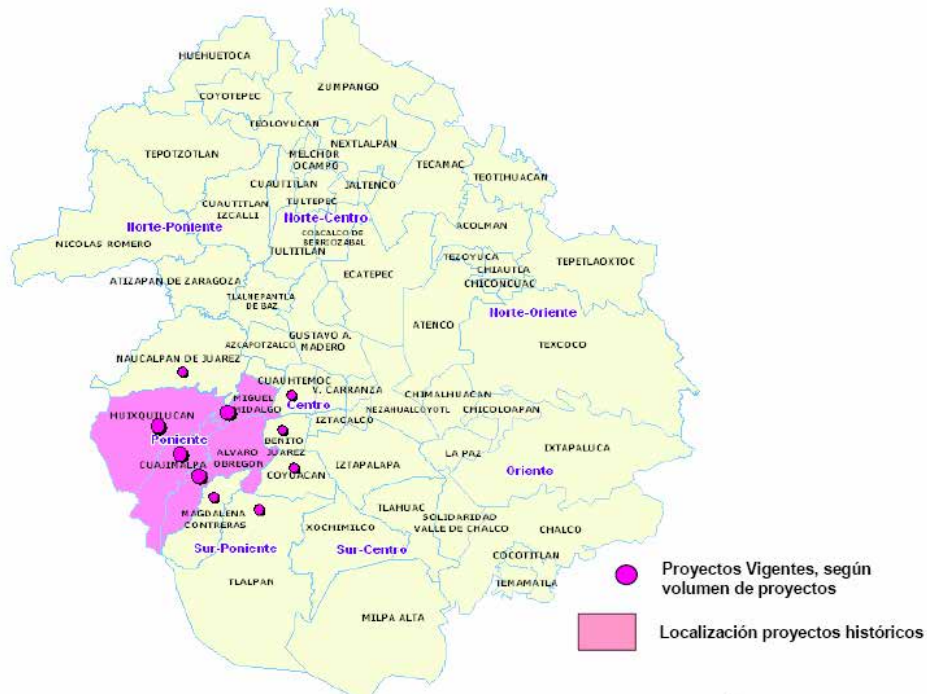 HUEHUETOCA
COYOTEPEC
ZUMPANGO
TEOLOYUCAN
NEXTLALPAN
TEPOTZOTLAN
MELCHOR
OCAMPO
TECAMAC
CUAUTITLAN
JALTENCO
TEOTIHUACAN
CUAUTITLAN
IZCALLI
TULTEPEC
Norte-Poniente
Norte-Centro
ACOLMAN
NICOLAS ROMERO
COACALCO DE
BERRIOZABAL
TULTITLAN
TEZOYUCA
TEPETLAOXTOC
CHIAUTLA
ECATEPEC
CHICONCUAC
ATIZAPAN DE ZARAGOZA
TLALNEPANTLA
DE BAZ
Norte-Oriente
ATENCO
GUSTAVO A.
MADERO
AZCAPOTZALCO
TEXCOCO
NAUCALPAN DE JUAREZ
CUAUHTEMOC
V. CARRANZA
MIGUEL
HIDALGO
Centro
CHIMALHUACAN
NEZAHUALCOYOTL
CHICOLOAPAN
HUIXQUILUCAN
IZTACALCO
Poniente
BENITO
JUAREZ
IXTAPALUCA
LA PAZ
ALVARO
OBREGON
CUAJIMALPA
IZTAPALAPA
Oriente
COYOACAN
TLAHUAC
MAGDALENA
CONTRERAS
SOLIDARIDAD
VALLE DE CHALCO
XOCHIMILCO
CHALCO
Sur-Poniente
Sur-Centro
COCOTITLAN
TLALPAN
TEMAMATLA
MILPA ALTA
Proyectos Vigentes, según
volumen de proyectos
Localización proyectos históricos